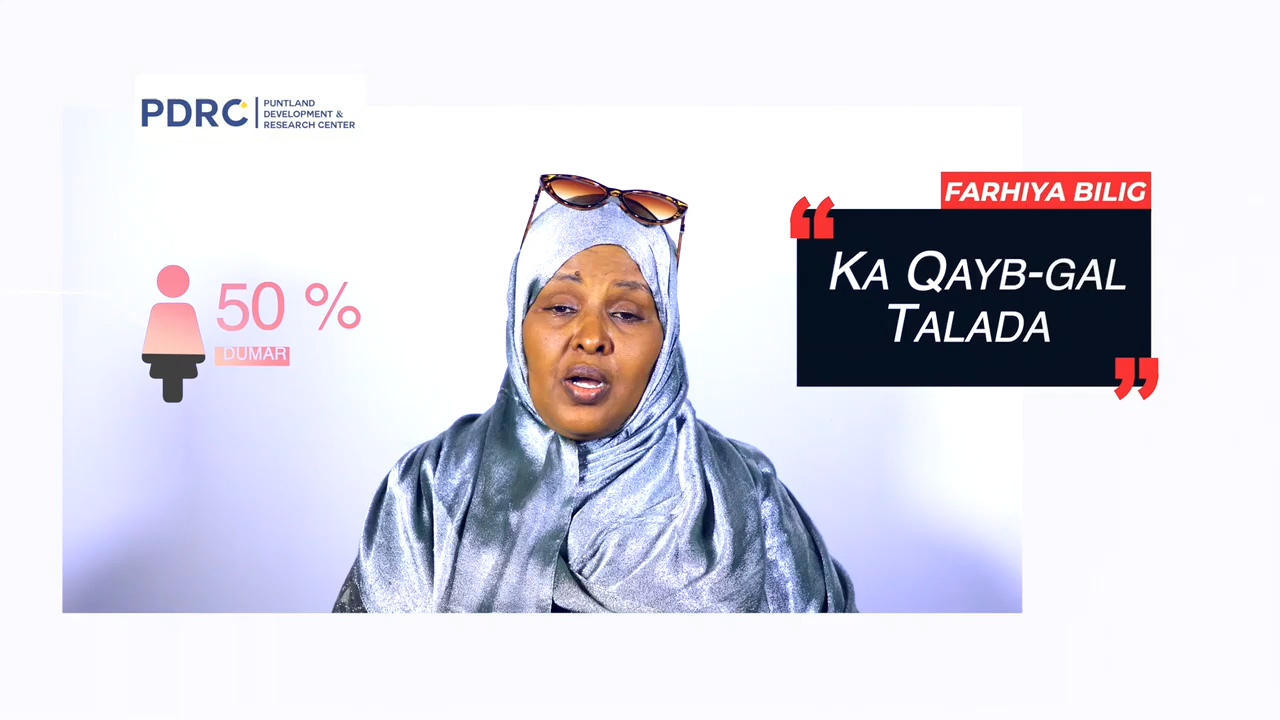 PDRC
PUNTLAND
DEVELOPMENT &
RESEARCH CENTER
FARHIYA BILIG
“KA QAYB-GAL
TALADA”
50 %
DUMAR